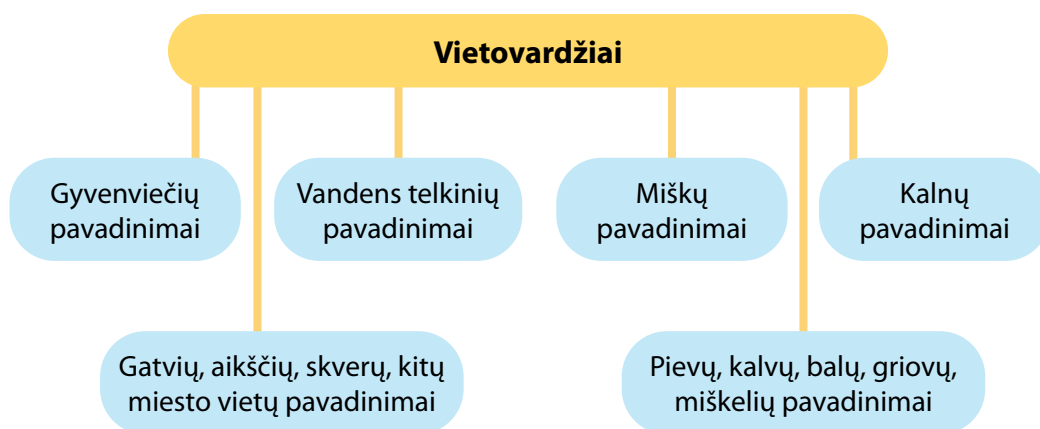 Vietovardžiai
Gyvenviečių
pavadinimai
Vandens telkinių
pavadinimai
Miškų
pavadinimai
Kalnų
pavadinimai
Gatvių, aikščių, skverų, kitų
miesto vietų pavadinimai
Pievų, kalvų, balų, griovų,
miškelių pavadinimai